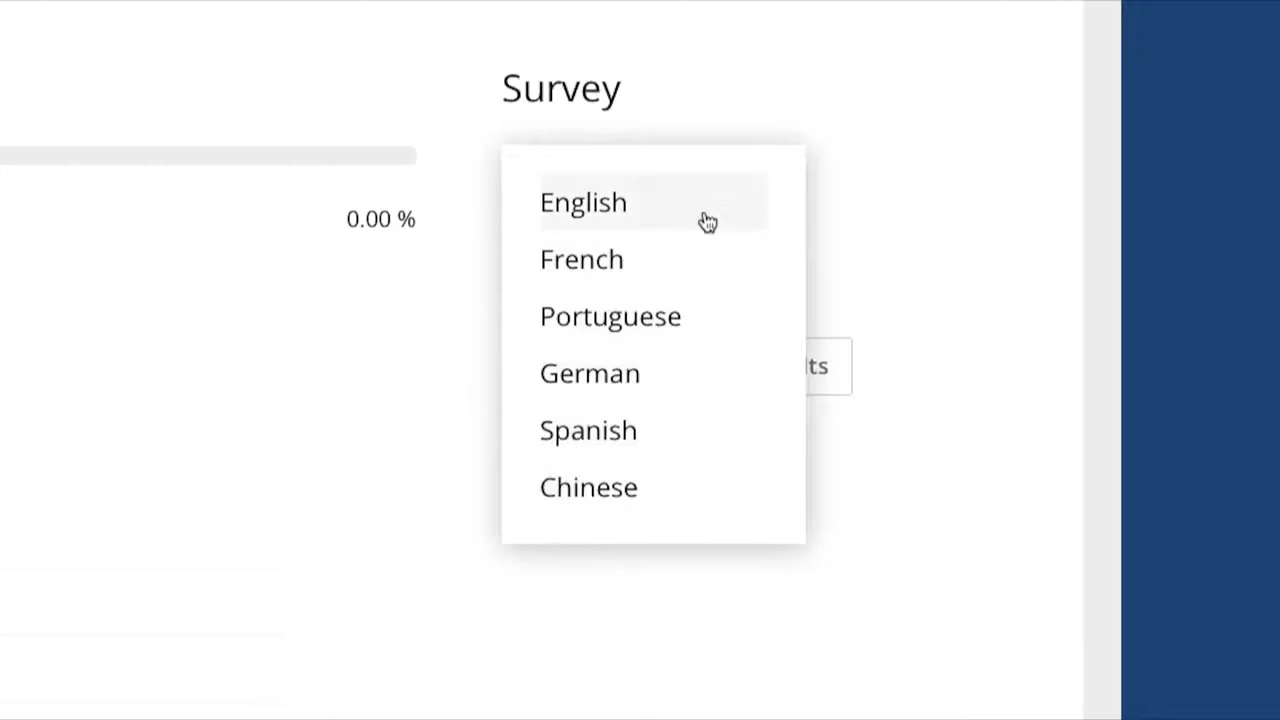 Survey
0.00 %
English
French
Portuguese
German
Spanish
Chinese